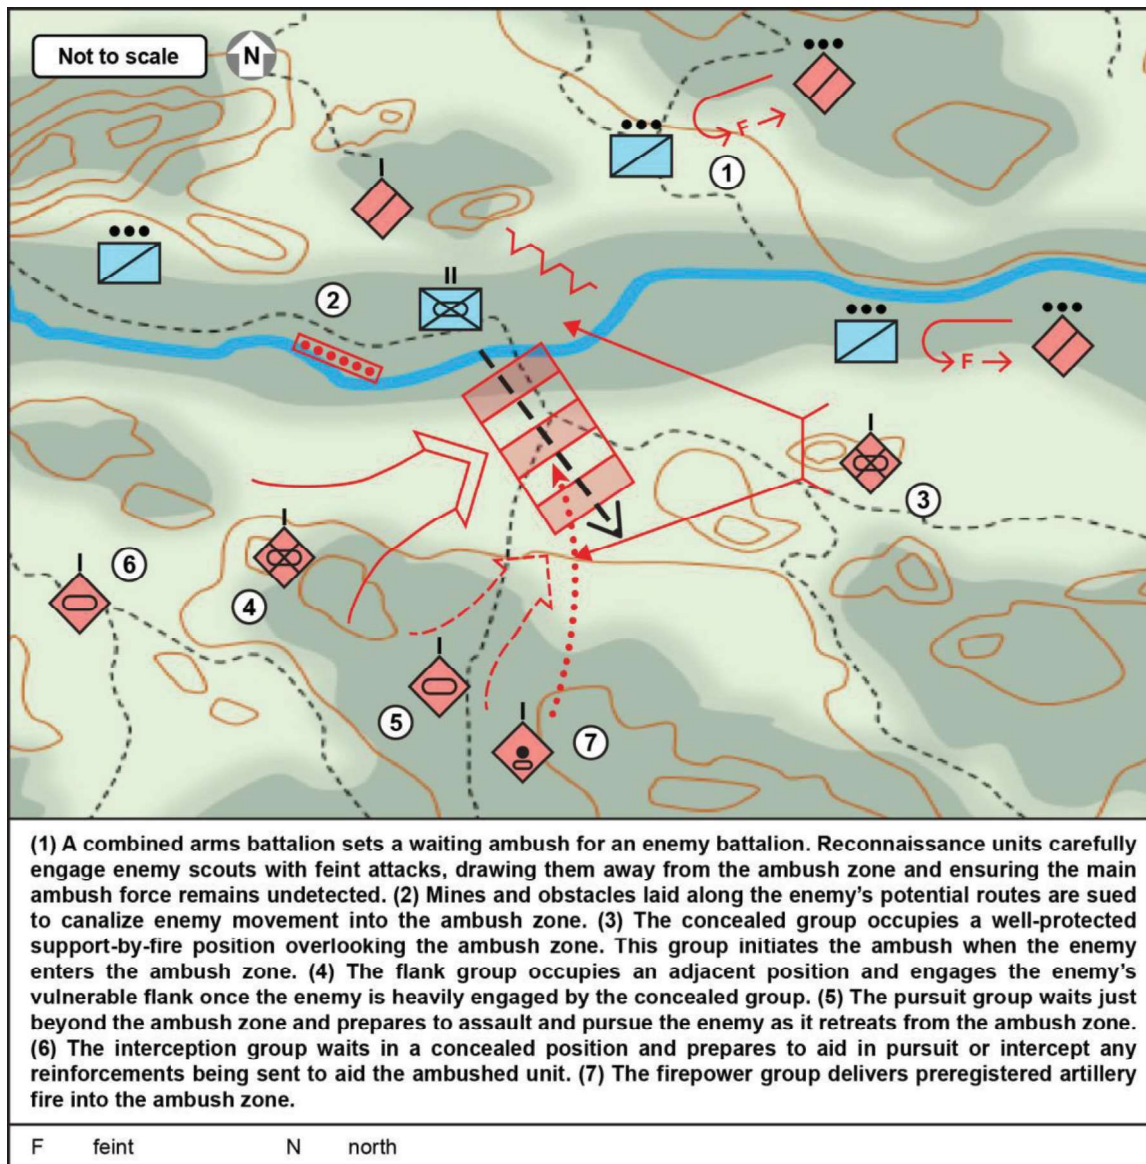 Not to scale
N
F
1
I
2
II
F
I
3
I
6
I
4
I
5
I
7
(1) A combined arms battalion sets a waiting ambush for an enemy battalion. Reconnaissance units carefully
engage enemy scouts with feint attacks, drawing them away from the ambush zone and ensuring the main
ambush force remains undetected. (2) Mines and obstacles laid along the enemy's potential routes are sued
to canalize enemy movement into the ambush zone. (3) The concealed group occupies a well-protected
support-by-fire position overlooking the ambush zone. This group initiates the ambush when the enemy
enters the ambush zone. (4) The flank group occupies an adjacent position and engages the enemy's
vulnerable flank once the enemy is heavily engaged by the concealed group. (5) The pursuit group waits just
beyond the ambush zone and prepares to assault and pursue the enemy as it retreats from the ambush zone.
(6) The interception group waits in a concealed position and prepares to aid in pursuit or intercept any
reinforcements being sent to aid the ambushed unit. (7) The firepower group delivers preregistered artillery
fire into the ambush zone.
F feint N north